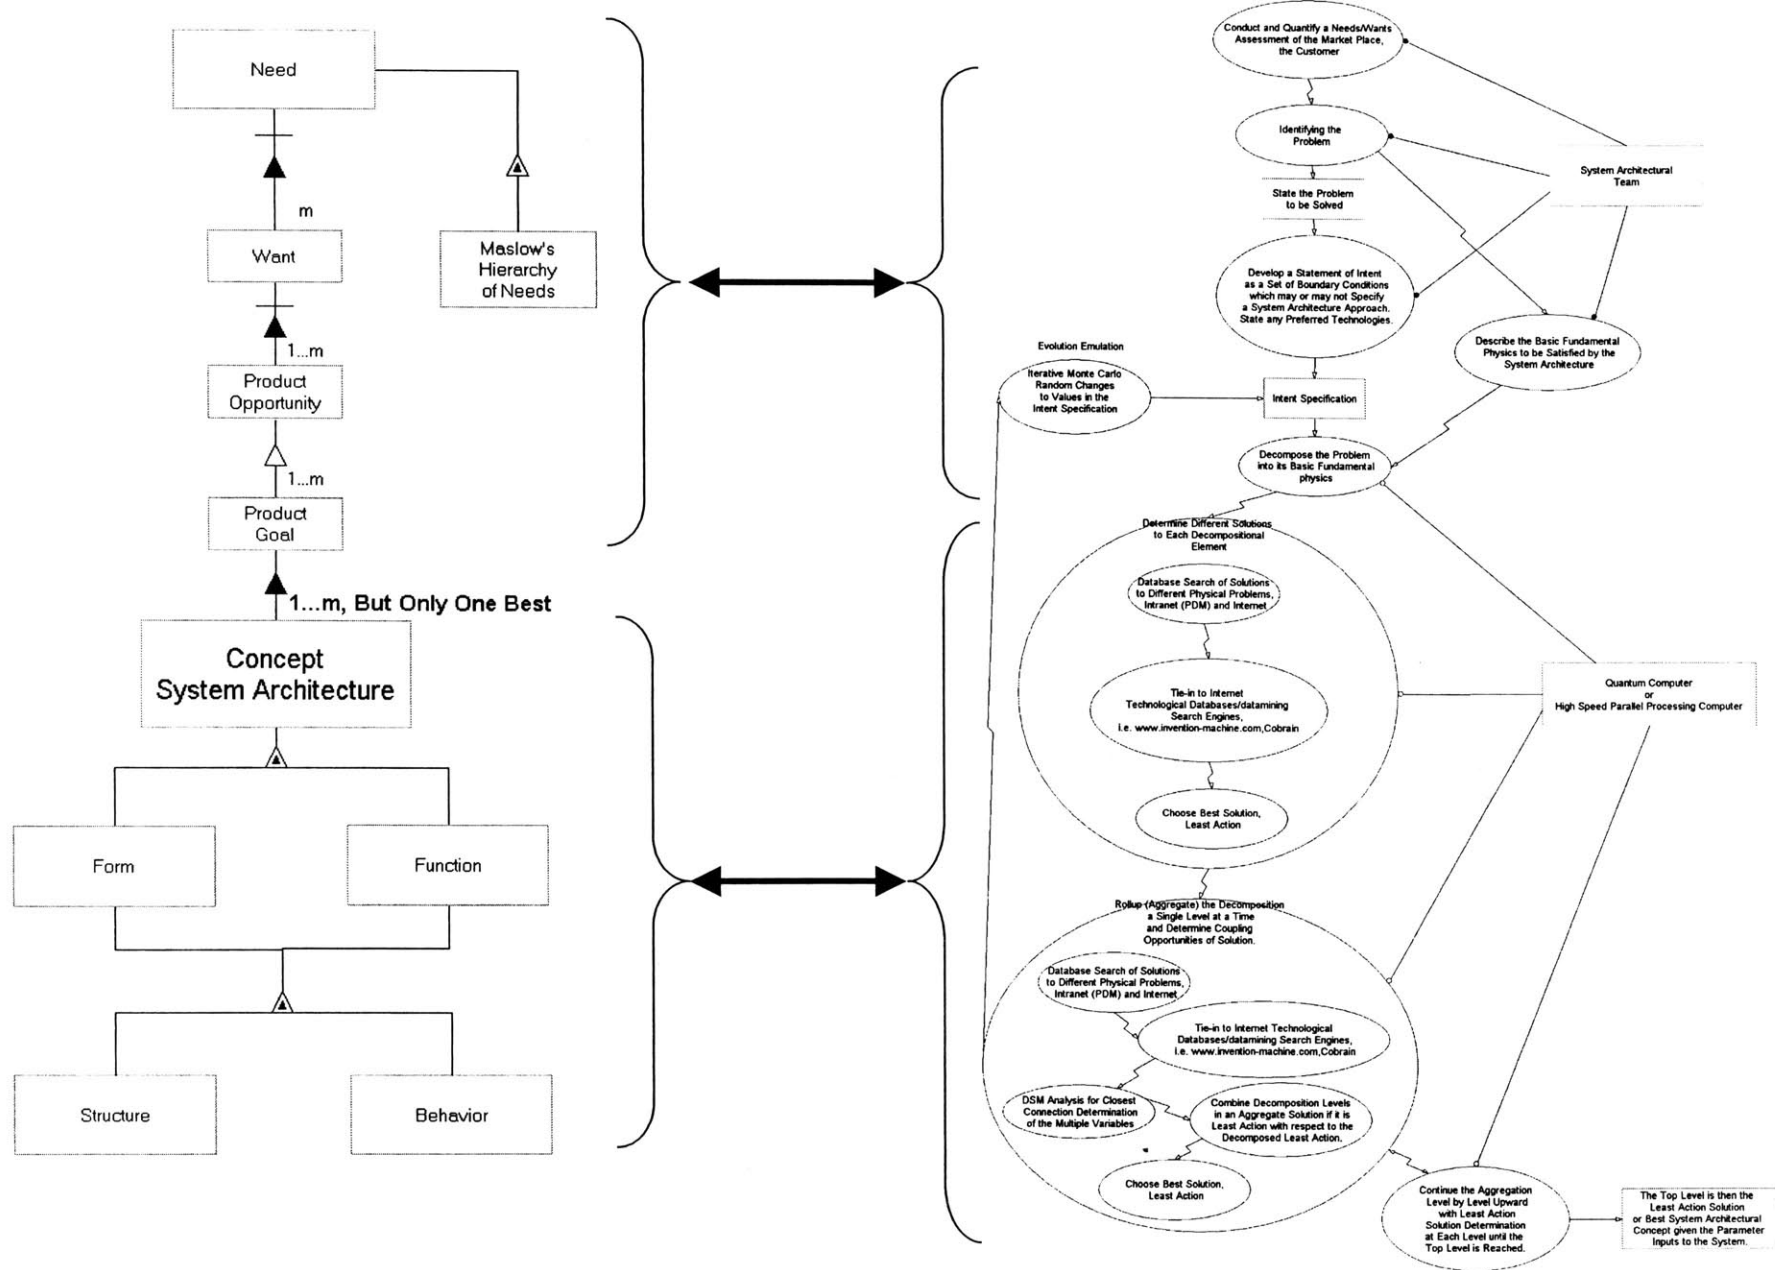 Need
m
Want
Maslow's
Hierarchy
of Needs
1...m
Product
Opportunity
1...m
Product
Goal
1...m, But Only One Best
Concept
System Architecture
Form
Function
Structure
Behavior
Conduct and Quantify a Needs/Wants
Assessment of the Market Place,
the Customer
Identifying the
Problem
System Architectural
Team
State the Problem
to be Solved
Develop a Statement of Intent
as a Set of Boundary Conditions
which may or may not Specify
a System Architecture Approach.
State any Preferred Technologies.
Describe the Basic Fundamental
Physics to be Satisfied by the
System Architecture
Evolution Emulation
Iterative Monte Carlo
Random Changes
to Values in the
Intent Specification
Intent Specification
Decompose the Problem
into its Basic Fundamental
physics
Determine Different Solutions
to Each Decompositional
Element
Database Search of Solutions
to Different Physical Problems,
Intranet (PDM) and Internet
Tie-in to Internet
Technological Databases/datamining
Search Engines,
i.e. www.invention-machine.com,Cobrain
Choose Best Solution,
Least Action
Quantum Computer
or
High Speed Parallel Processing Computer
Rollup (Aggregate) the Decomposition
a Single Level at a Time
and Determine Coupling
Opportunities of Solution.
Database Search of Solutions
to Different Physical Problems,
Intranet (PDM) and Internet
Tie-in to Internet Technological
Databases/datamining Search Engines,
i.e. www.invention-machine.com,Cobrain
DSM Analysis for Closest
Connection Determination
of the Multiple Variables
Combine Decomposition Levels
in an Aggregate Solution if it is
Least Action with respect to the
Decomposed Least Action.
Choose Best Solution,
Least Action
Continue the Aggregation
Level by Level Upward
with Least Action
Solution Determination
at Each Level until the
Top Level is Reached.
The Top Level is then the
Least Action Solution
or Best System Architectural
Concept given the Parameter
Inputs to the System.